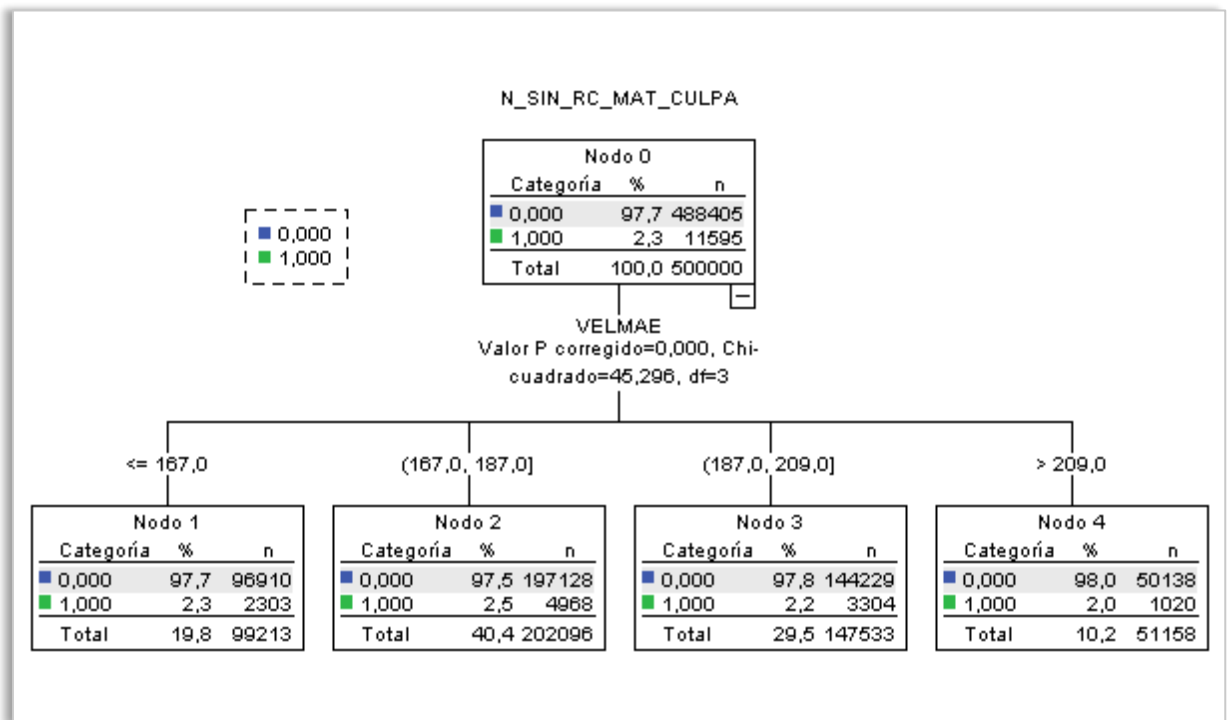 N_SIN_RC_MAT_CULPA
Nodo 0
Categoría % n
0,000 97,7 488405
1,000 2,3 11595
Total 100,0 500000
0,000
1,000
VELMAE
Valor P corregido=0,000, Chi-
cuadrado=45,296, df=3
<= 167,0
(167,0, 187,0]
(187,0, 209,0]
> 209,0
Nodo 1
Categoría % n
0,000 97,7 96910
1,000 2,3 2303
Total 19,8 99213
Nodo 2
Categoría % n
0,000 97,5 197128
1,000 2,5 4968
Total 40,4 202096
Nodo 3
Categoría % n
0,000 97,8 144229
1,000 2,2 3304
Total 29,5 147533
Nodo 4
Categoría % n
0,000 98,0 50138
1,000 2,0 1020
Total 10,2 51158